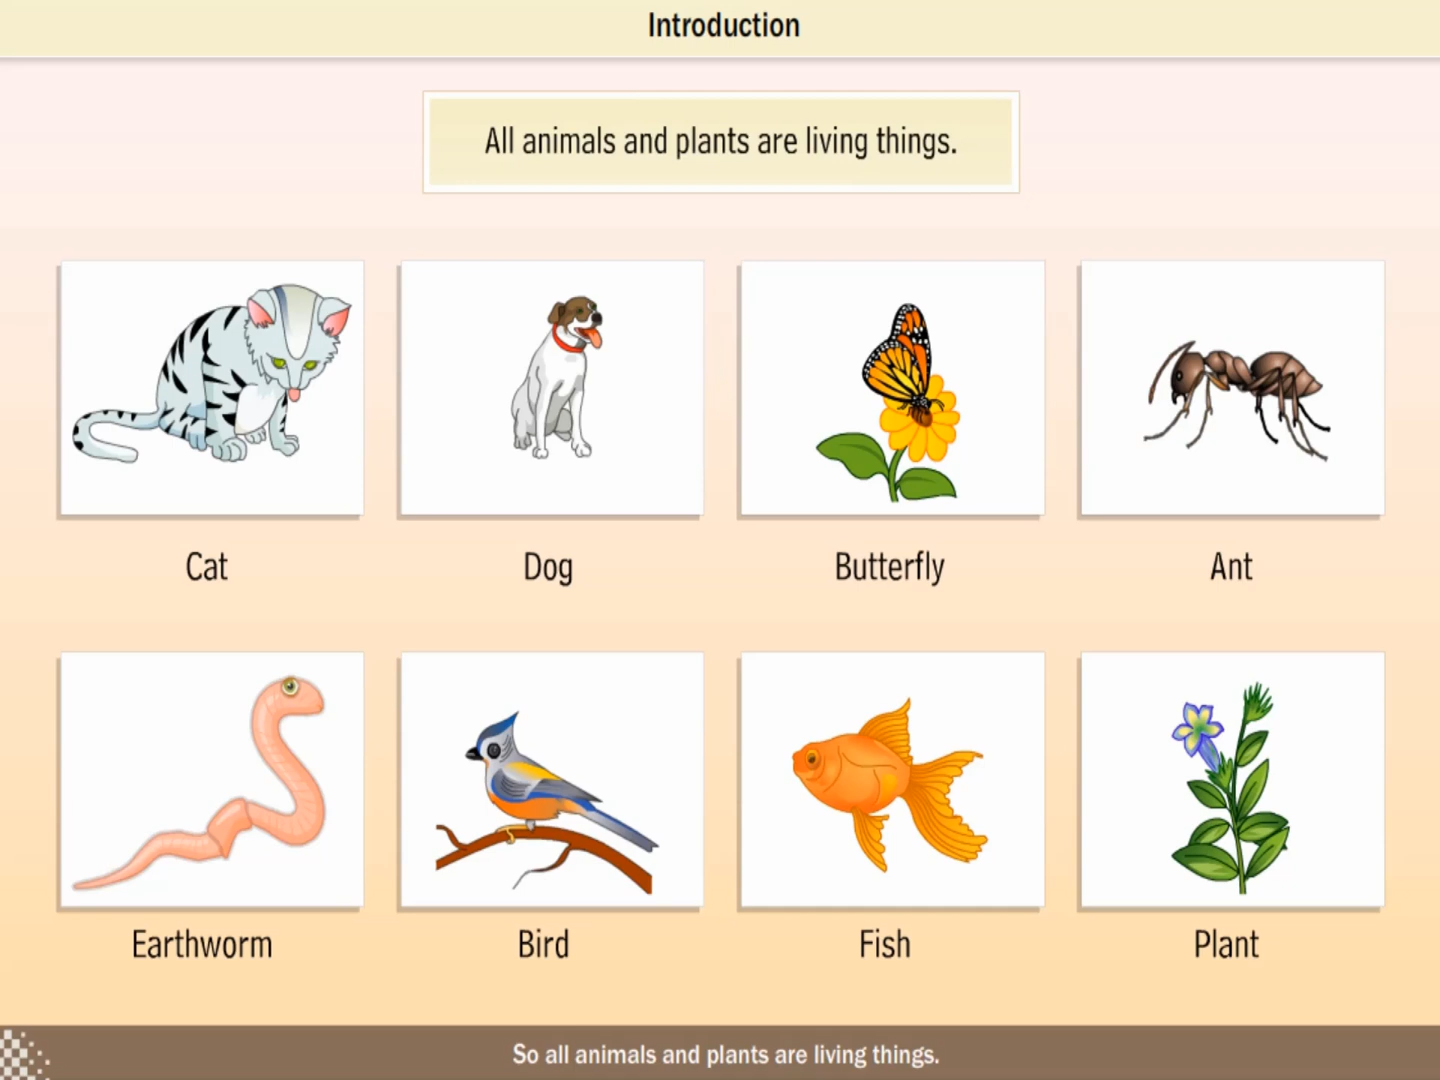 Introduction
All animals and plants are living things.
Cat
Dog
Butterfly
Ant
Earthworm
Bird
Fish
Plant
So all animals and plants are living things.